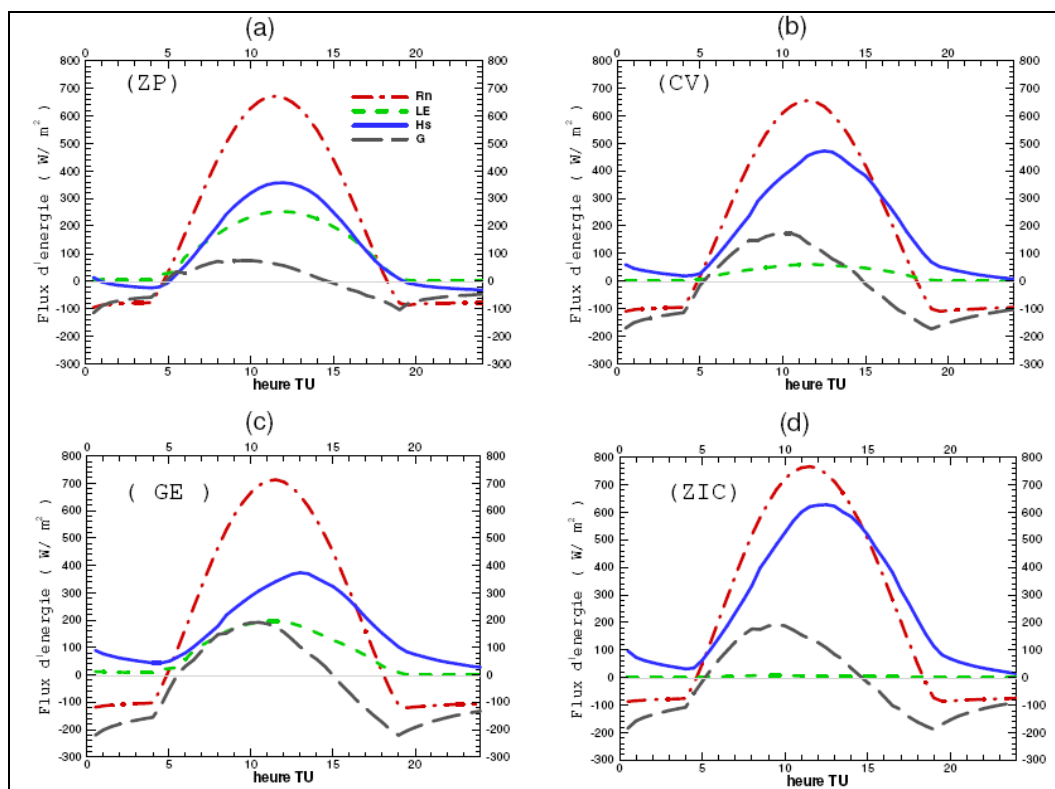 (a)
0 5 10 15 20
800 700 600 500 400 300 200 100 0 -100 -200 -300
Flux d'energie ( W/ m² )
(ZP)
Rn
LE
Hs
G
800 700 600 500 400 300 200 100 0 -100 -200 -300
0 5 10 15 20
heure TU
(b)
0 5 10 15 20
800 700 600 500 400 300 200 100 0 -100 -200 -300
Flux d'energie ( W/ m² )
(CV)
800 700 600 500 400 300 200 100 0 -100 -200 -300
0 5 10 15 20
heure TU
(c)
0 5 10 15 20
800 700 600 500 400 300 200 100 0 -100 -200 -300
Flux d'energie ( W/ m² )
( GE )
800 700 600 500 400 300 200 100 0 -100 -200 -300
0 5 10 15 20
heure TU
(d)
0 5 10 15 20
800 700 600 500 400 300 200 100 0 -100 -200 -300
Flux d'energie ( W/ m² )
(ZIC)
800 700 600 500 400 300 200 100 0 -100 -200 -300
0 5 10 15 20
heure TU